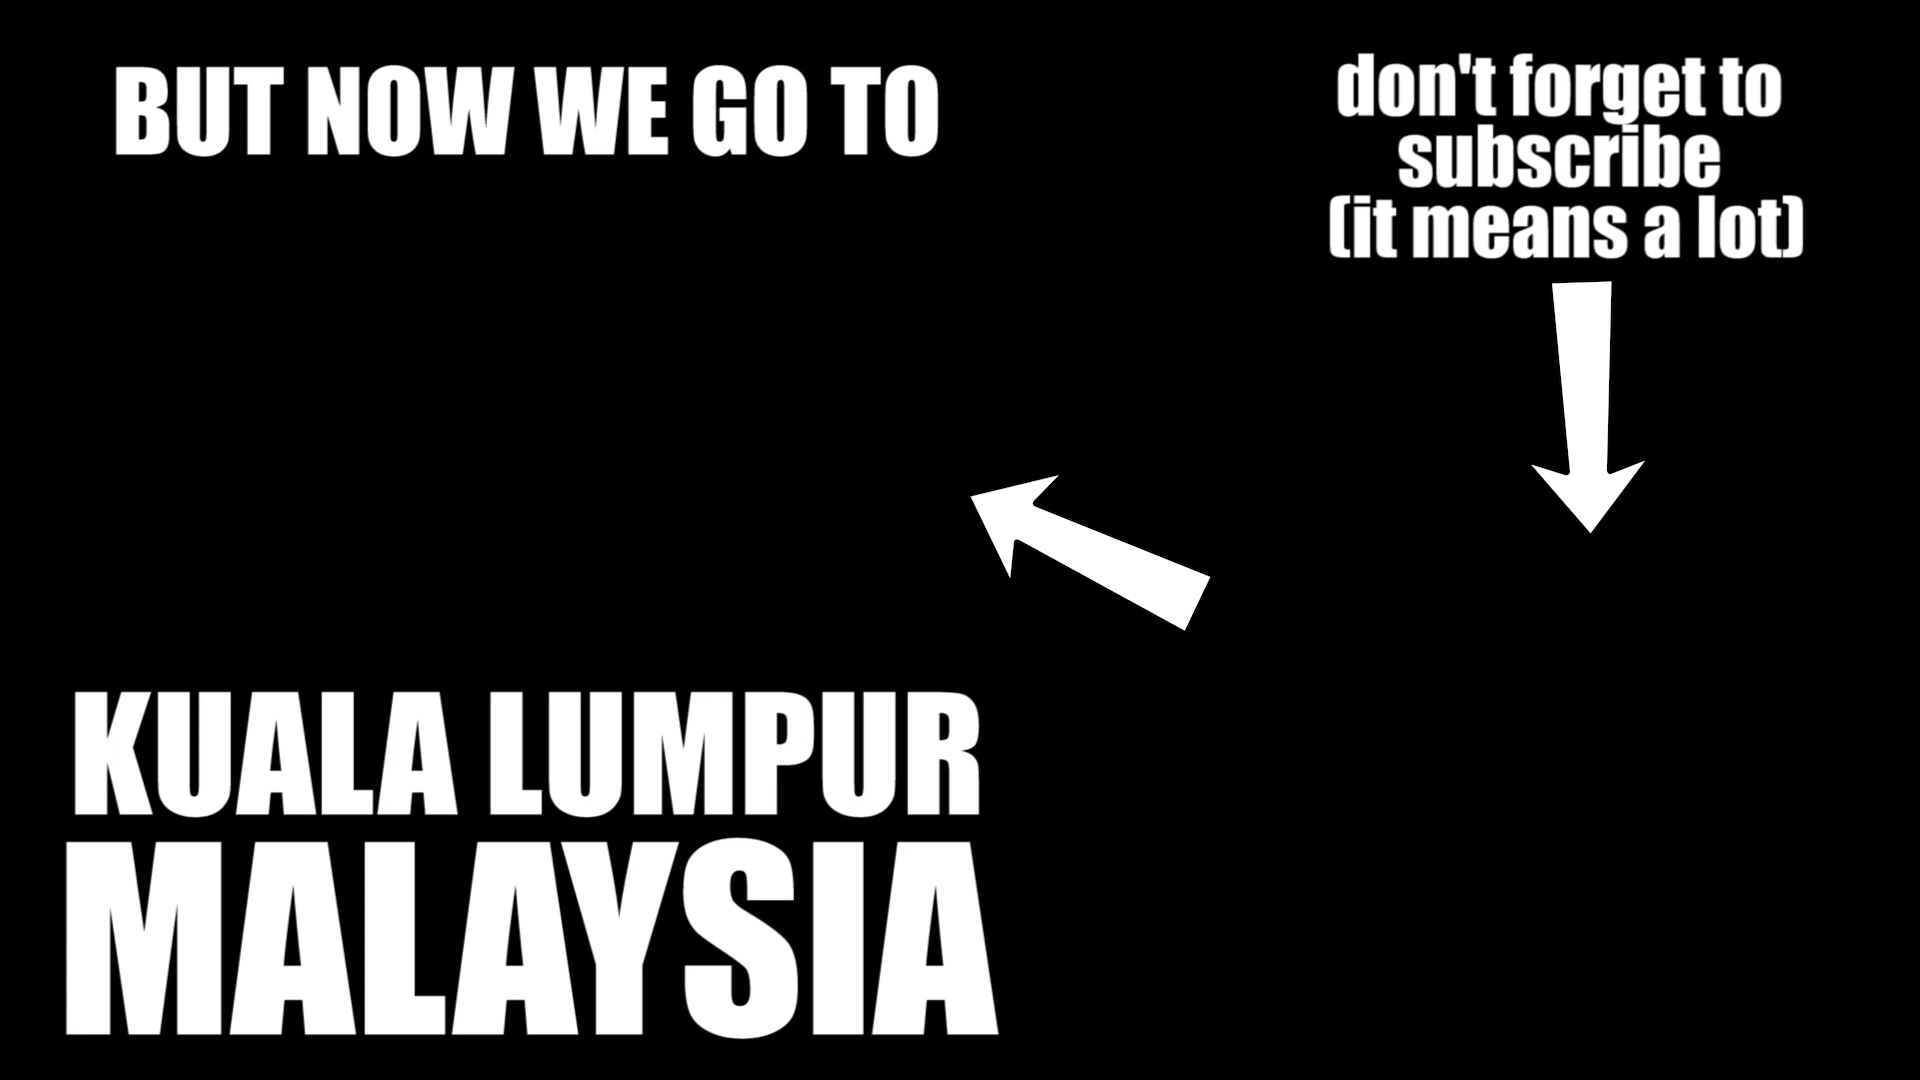 BUT NOW WE GO TO
don't forget to
subscribe
(it means a lot)
KUALA LUMPUR
MALAYSIA